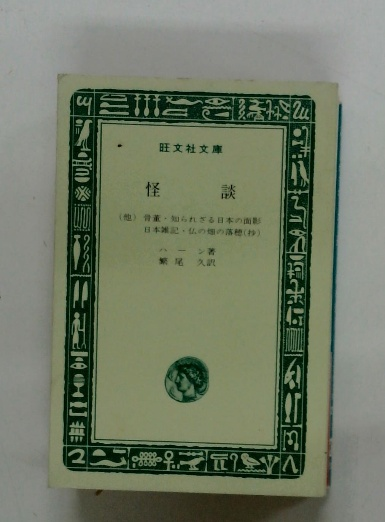 旺文社文庫
怪 談
(他) 骨董・知られざる日本の面影
日本雑記・仏の畑の落穂(抄)
ハーン著
繁尾 久訳